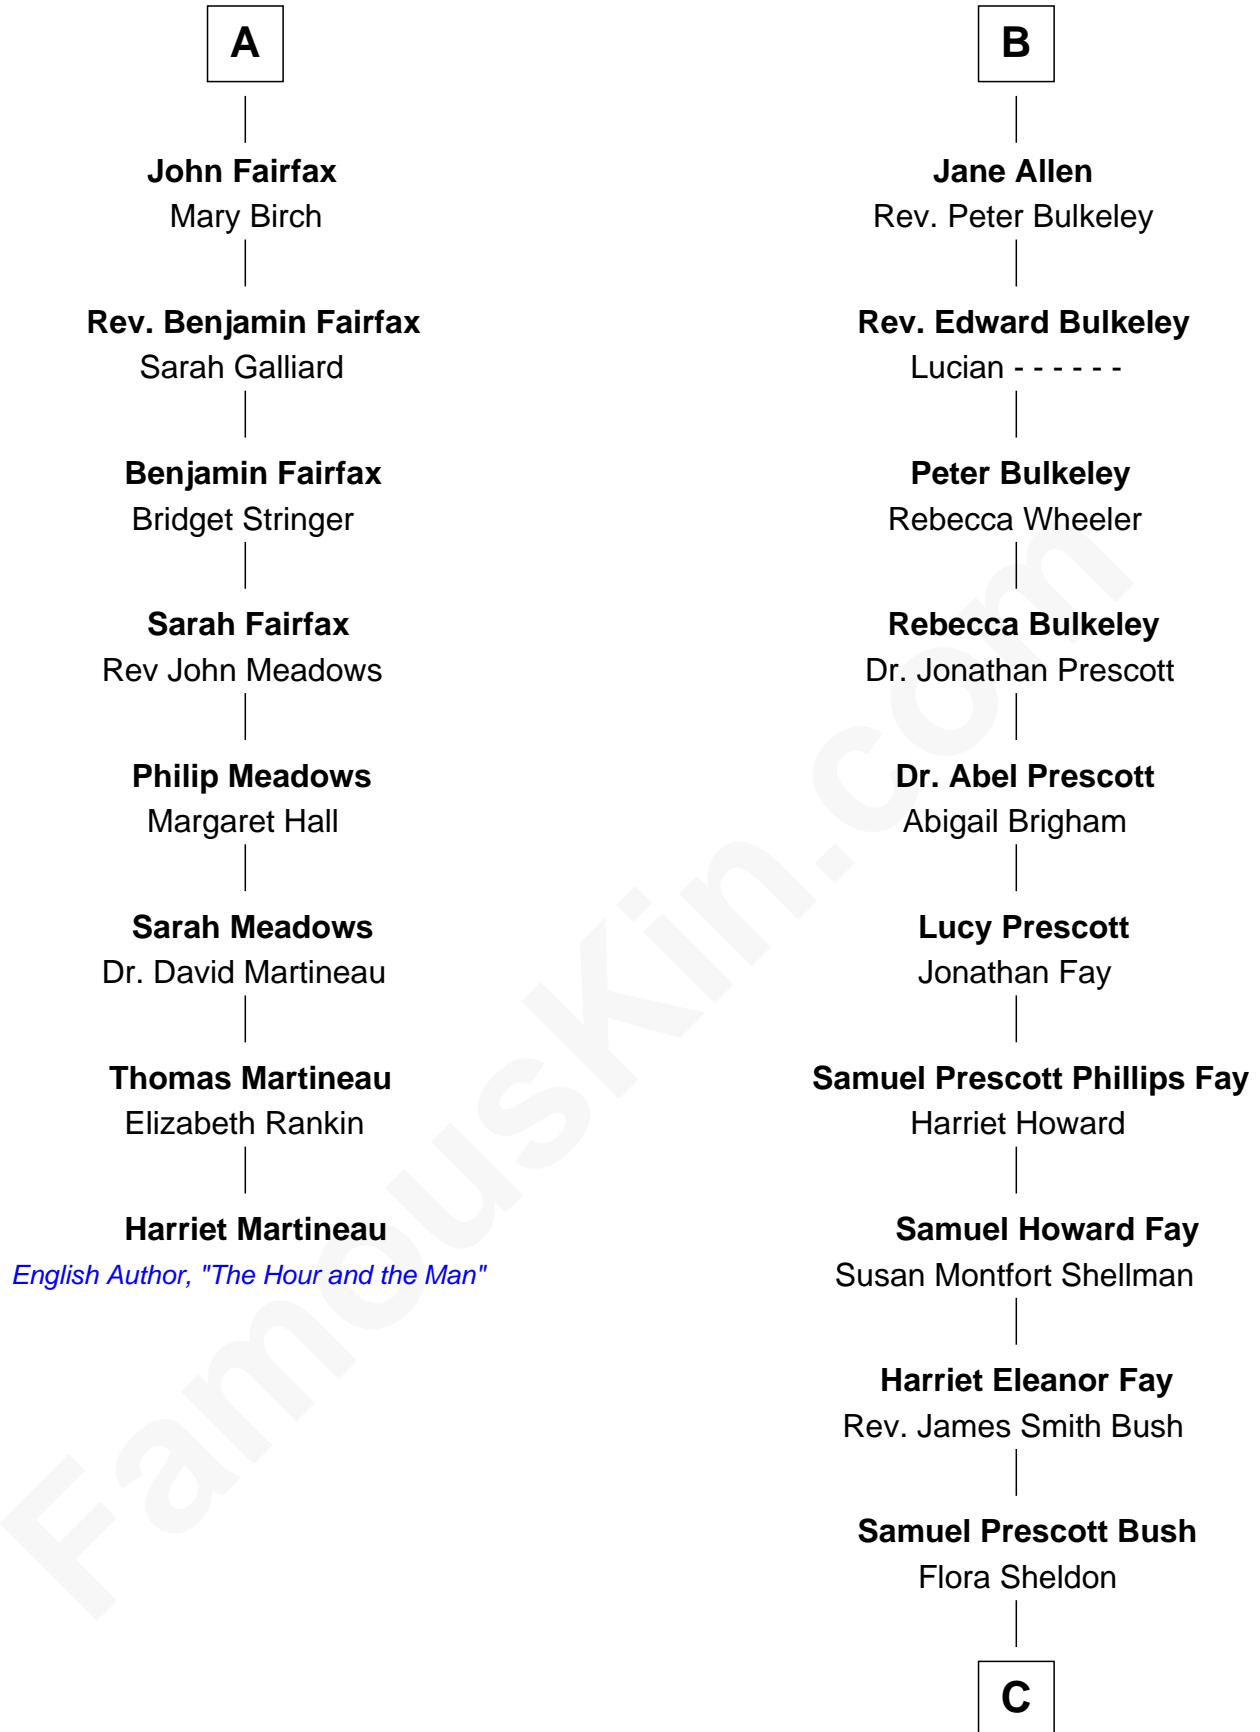 A
John Fairfax
Mary Birch
Rev. Benjamin Fairfax
Sarah Galliard
Benjamin Fairfax
Bridget Stringer
Sarah Fairfax
Rev John Meadows
Philip Meadows
Margaret Hall
Sarah Meadows
Dr. David Martineau
Thomas Martineau
Elizabeth Rankin
Harriet Martineau
English Author, "The Hour and the Man"
B
Jane Allen
Rev. Peter Bulkeley
Rev. Edward Bulkeley
Lucian - - - - - -
Peter Bulkeley
Rebecca Wheeler
Rebecca Bulkeley
Dr. Jonathan Prescott
Dr. Abel Prescott
Abigail Brigham
Lucy Prescott
Jonathan Fay
Samuel Prescott Phillips Fay
Harriet Howard
Samuel Howard Fay
Susan Montfort Shellman
Harriet Eleanor Fay
Rev. James Smith Bush
Samuel Prescott Bush
Flora Sheldon
C
FamousKin.com